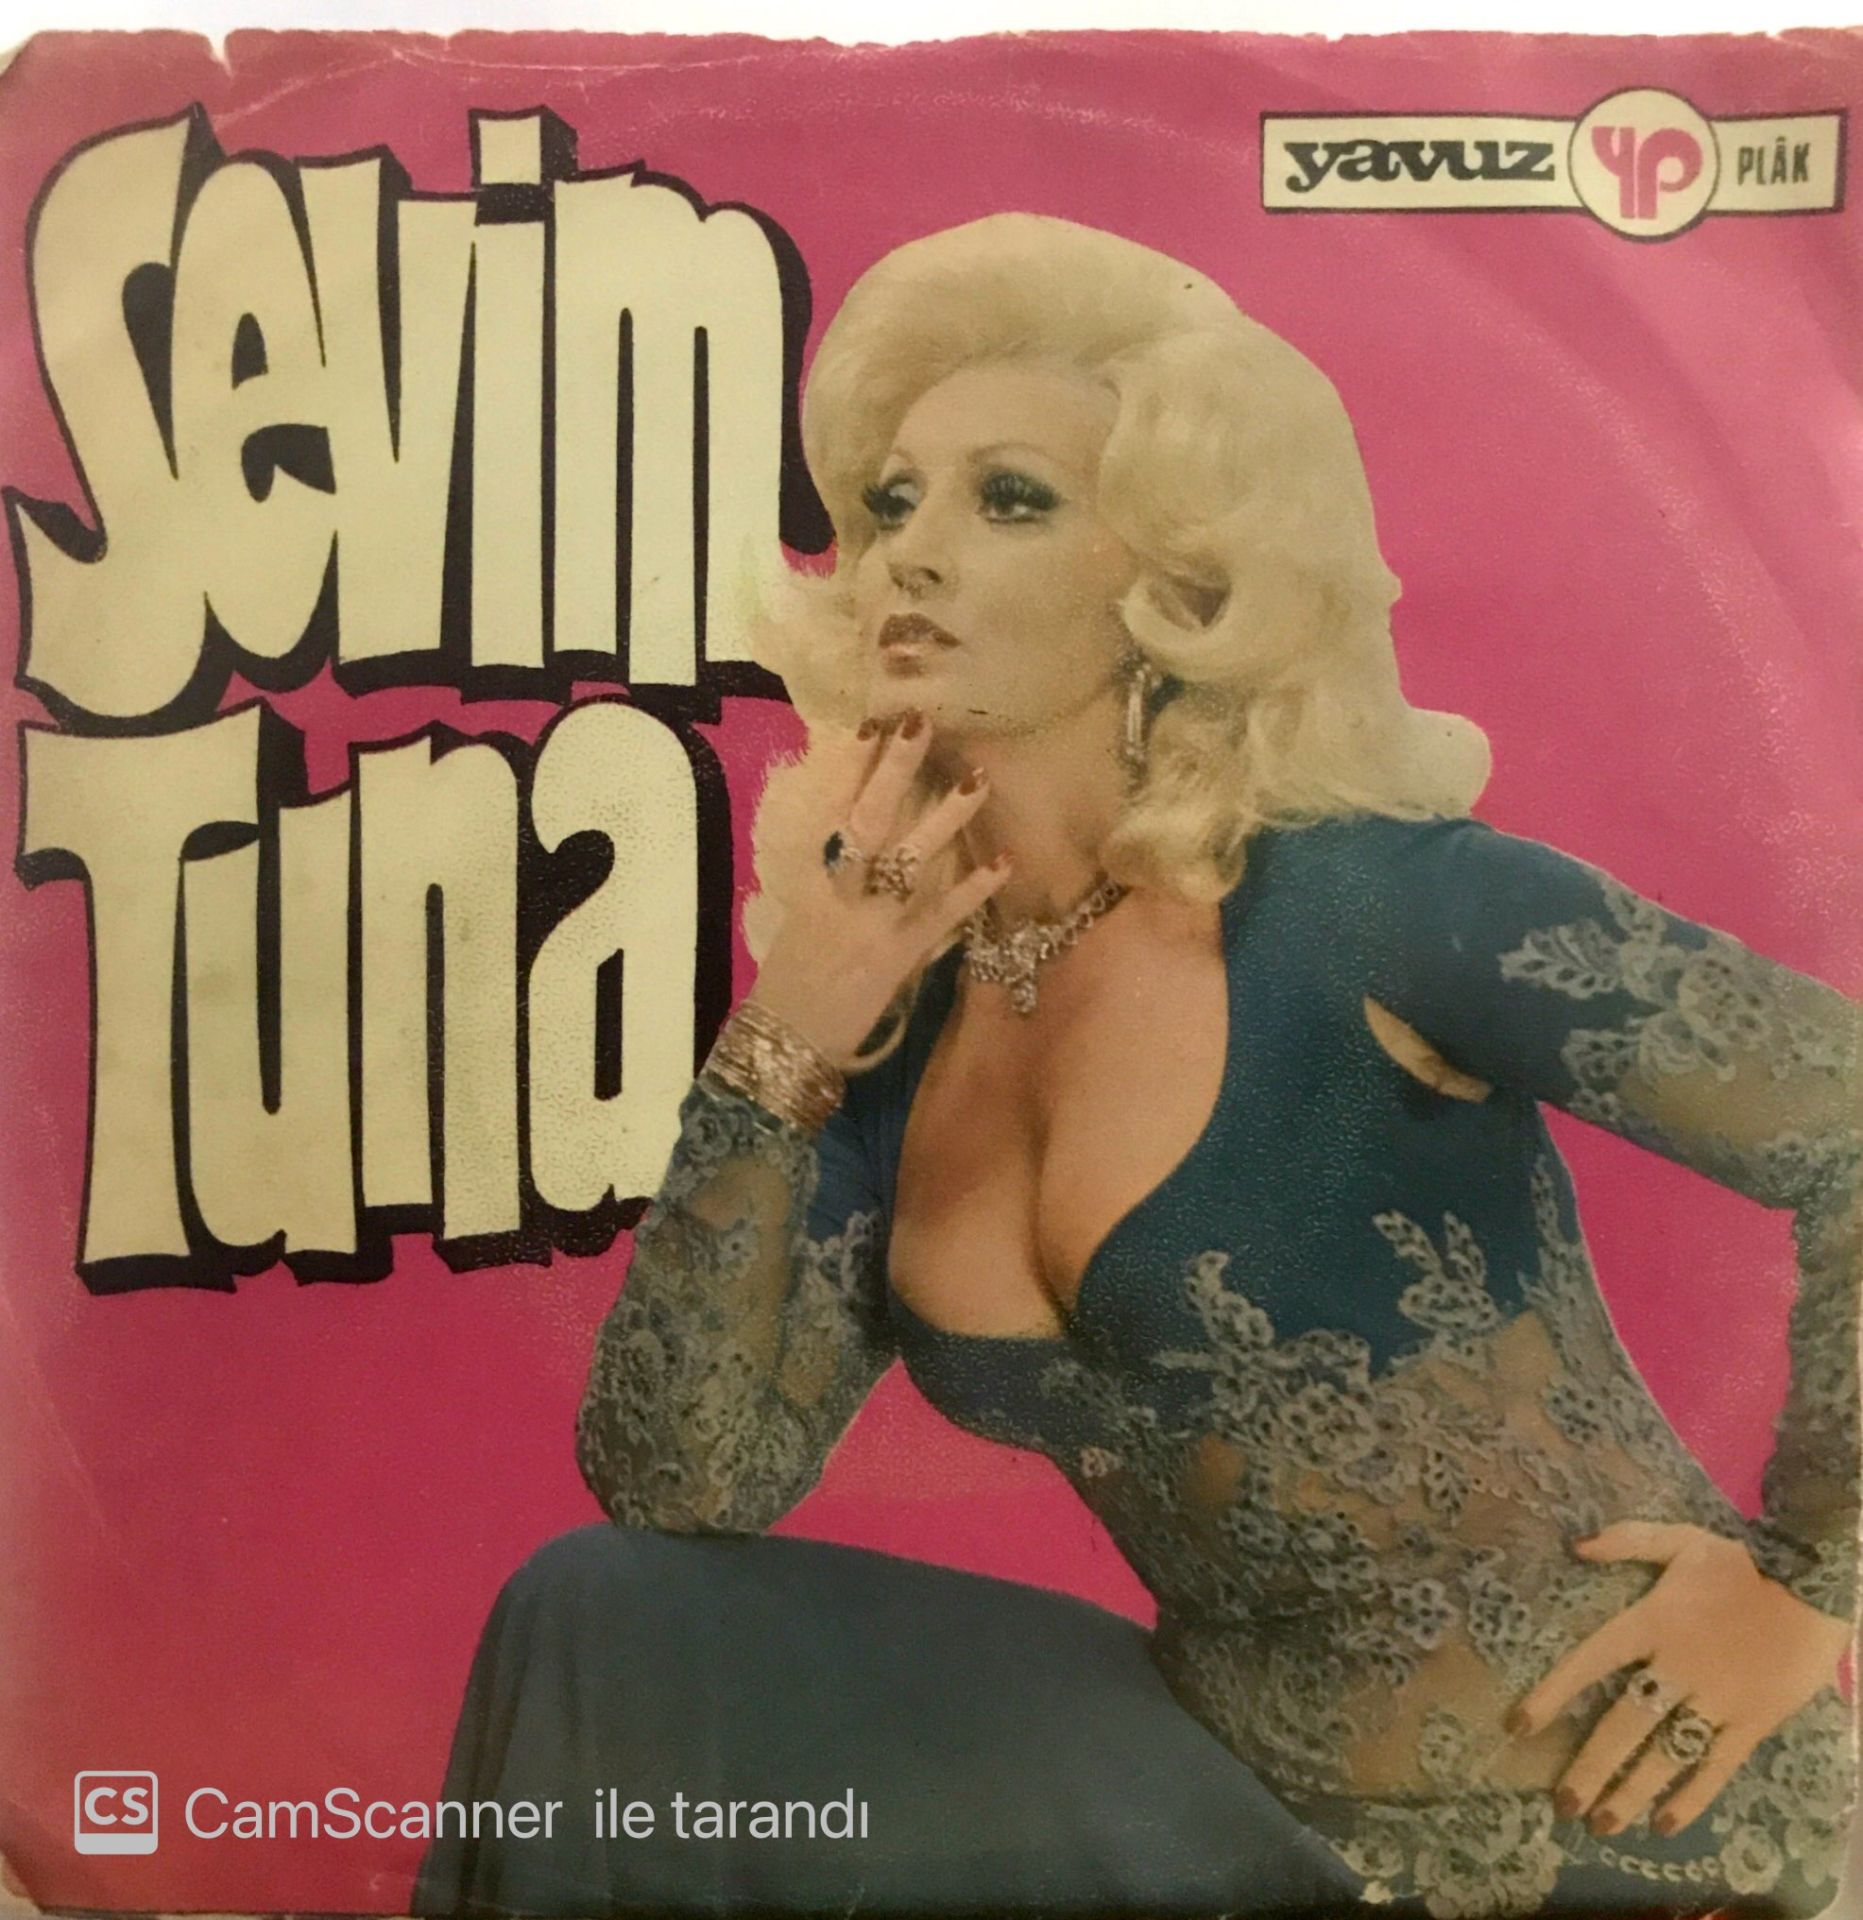 Sevim
Tuna
yavuz yp PLÂK
CS CamScanner ile tarandı